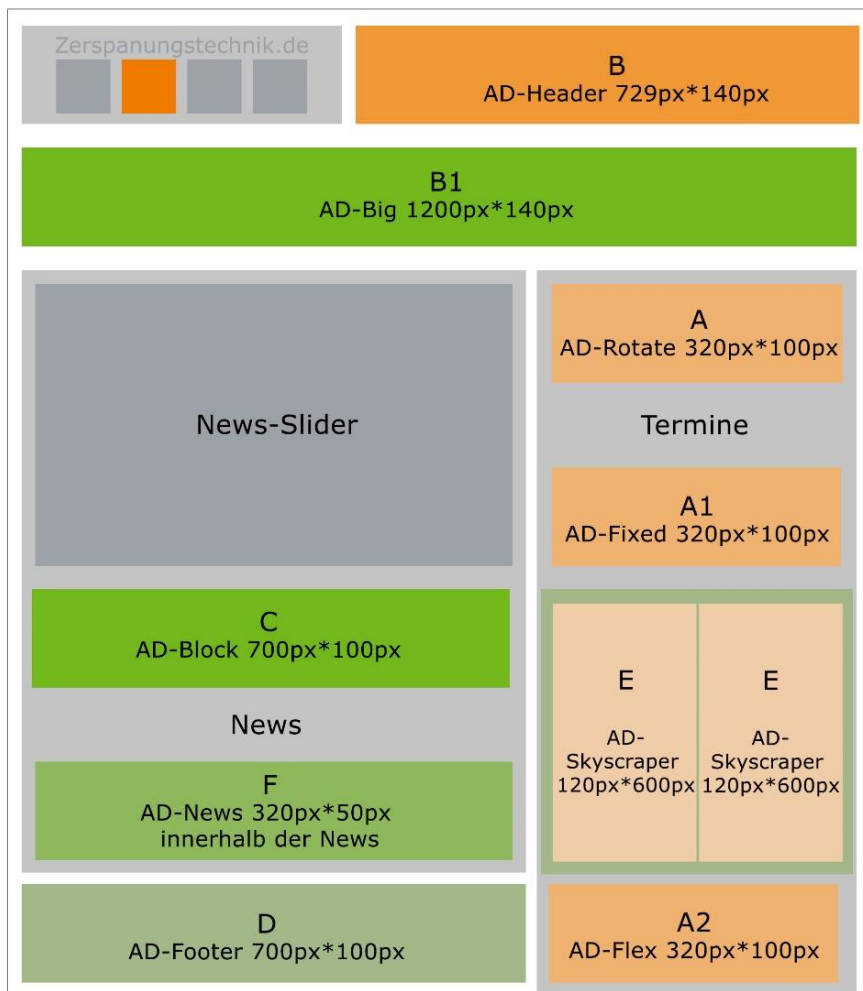 Zerspanungstechnik.de
B
AD-Header 729px*140px
B1
AD-Big 1200px*140px
News-Slider
A
AD-Rotate 320px*100px
Termine
A1
AD-Fixed 320px*100px
C
AD-Block 700px*100px
News
F
AD-News 320px*50px
innerhalb der News
E
AD-
Skyscraper
120px*600px
E
AD-
Skyscraper
120px*600px
D
AD-Footer 700px*100px
A2
AD-Flex 320px*100px